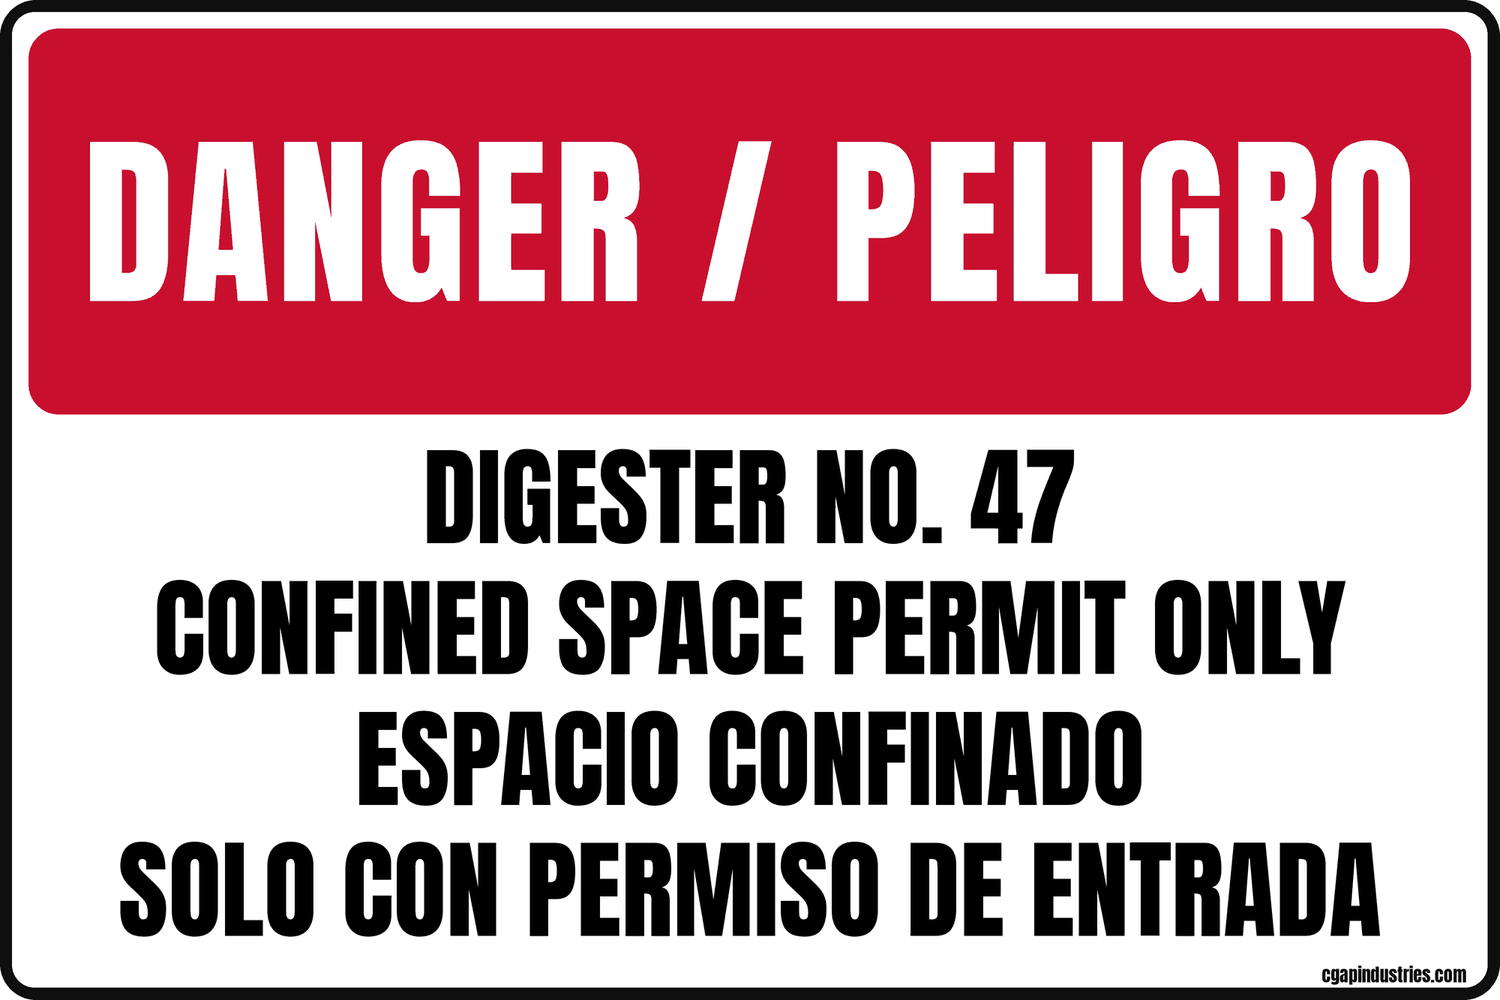 DANGER / PELIGRO
DIGESTER NO. 47
CONFINED SPACE PERMIT ONLY
ESPACIO CONFINADO
SOLO CON PERMISO DE ENTRADA
cgapindustries.com